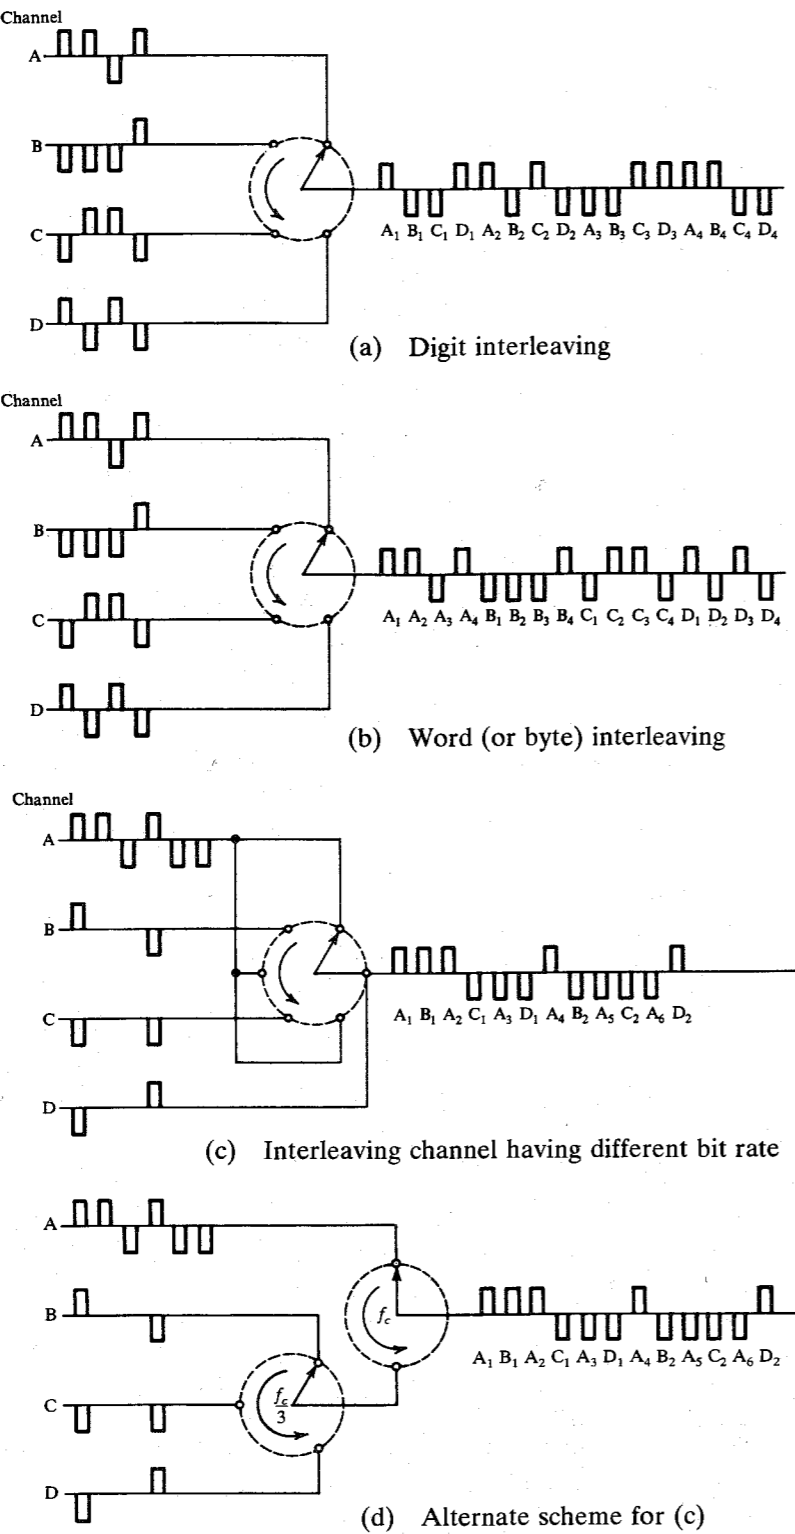 Channel
A
B
A₁ B₁ C₁ D₁ A₂ B₂ C₂ D₂ A₃ B₃ C₃ D₃ A₄ B₄ C₄ D₄
C
D
(a) Digit interleaving
Channel
A
B
A₁ A₂ A₃ A₄ B₁ B₂ B₃ B₄ C₁ C₂ C₃ C₄ D₁ D₂ D₃ D₄
C
D
(b) Word (or byte) interleaving
Channel
A
B
A₁ B₁ A₂ C₁ A₃ D₁ A₄ B₂ A₅ C₂ A₆ D₂
C
D
(c) Interleaving channel having different bit rate
A
B
f_c
A₁ B₁ A₂ C₁ A₃ D₁ A₄ B₂ A₅ C₂ A₆ D₂
C
f_c/3
D
(d) Alternate scheme for (c)